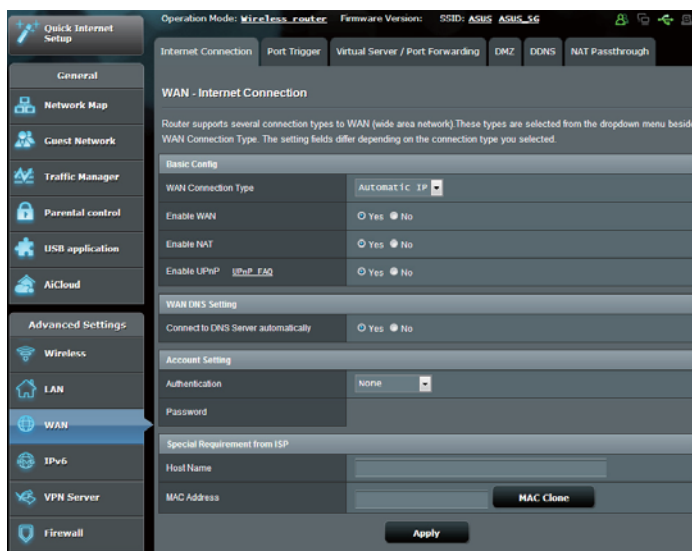 Quick Internet
Setup
Operation Mode: Wireless router Firmware Version: SSID: ASUS ASUS_5G
Internet Connection Port Trigger Virtual Server / Port Forwarding DMZ DDNS NAT Passthrough
General
Network Map
Guest Network
Traffic Manager
Parental control
USB application
AiCloud
Advanced Settings
Wireless
LAN
WAN
IPv6
VPN Server
Firewall
WAN - Internet Connection
Router supports several connection types to WAN (wide area network).These types are selected from the dropdown menu besid
WAN Connection Type. The setting fields differ depending on the connection type you selected.
Basic Config
WAN Connection Type Automatic IP
Enable WAN Yes No
Enable NAT Yes No
Enable UPnP UPnP FAQ Yes No
WAN DNS Setting
Connect to DNS Server automatically Yes No
Account Setting
Authentication None
Password
Special Requirement from ISP
Host Name
MAC Address MAC Clone
Apply